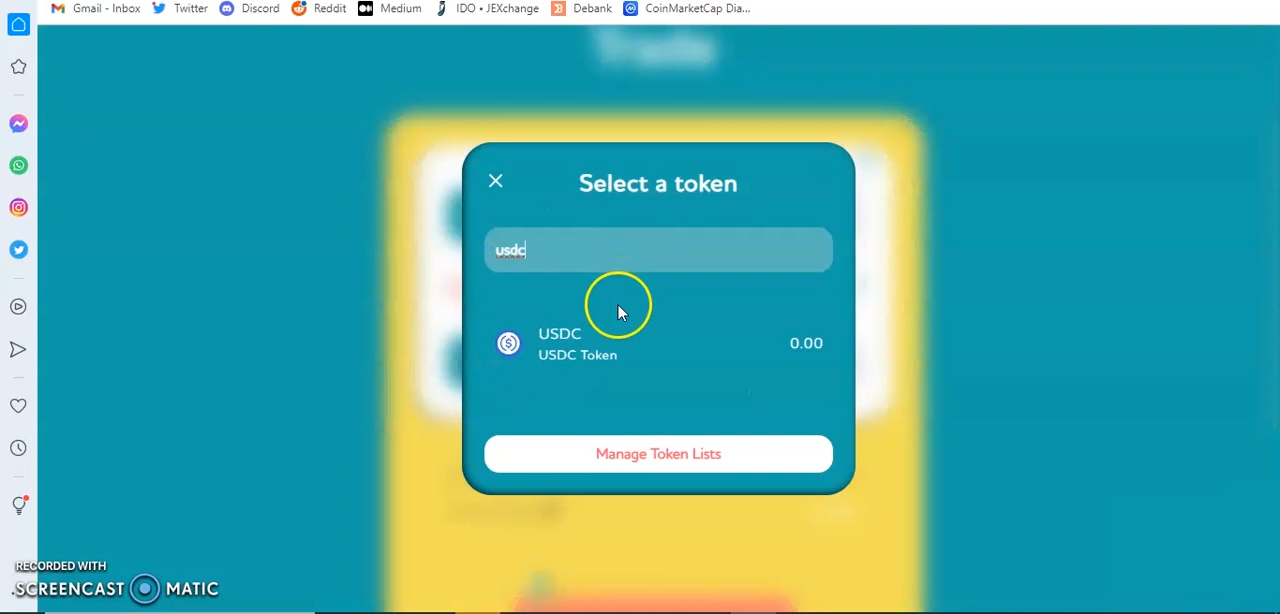 Gmail - Inbox Twitter Discord Reddit Medium IDO • JEXchange Debank CoinMarketCap Dia...
Trade
Select a token
usdc
USDC
USDC Token
0.00
Manage Token Lists
RECORDED WITH
SCREENCAST MATIC